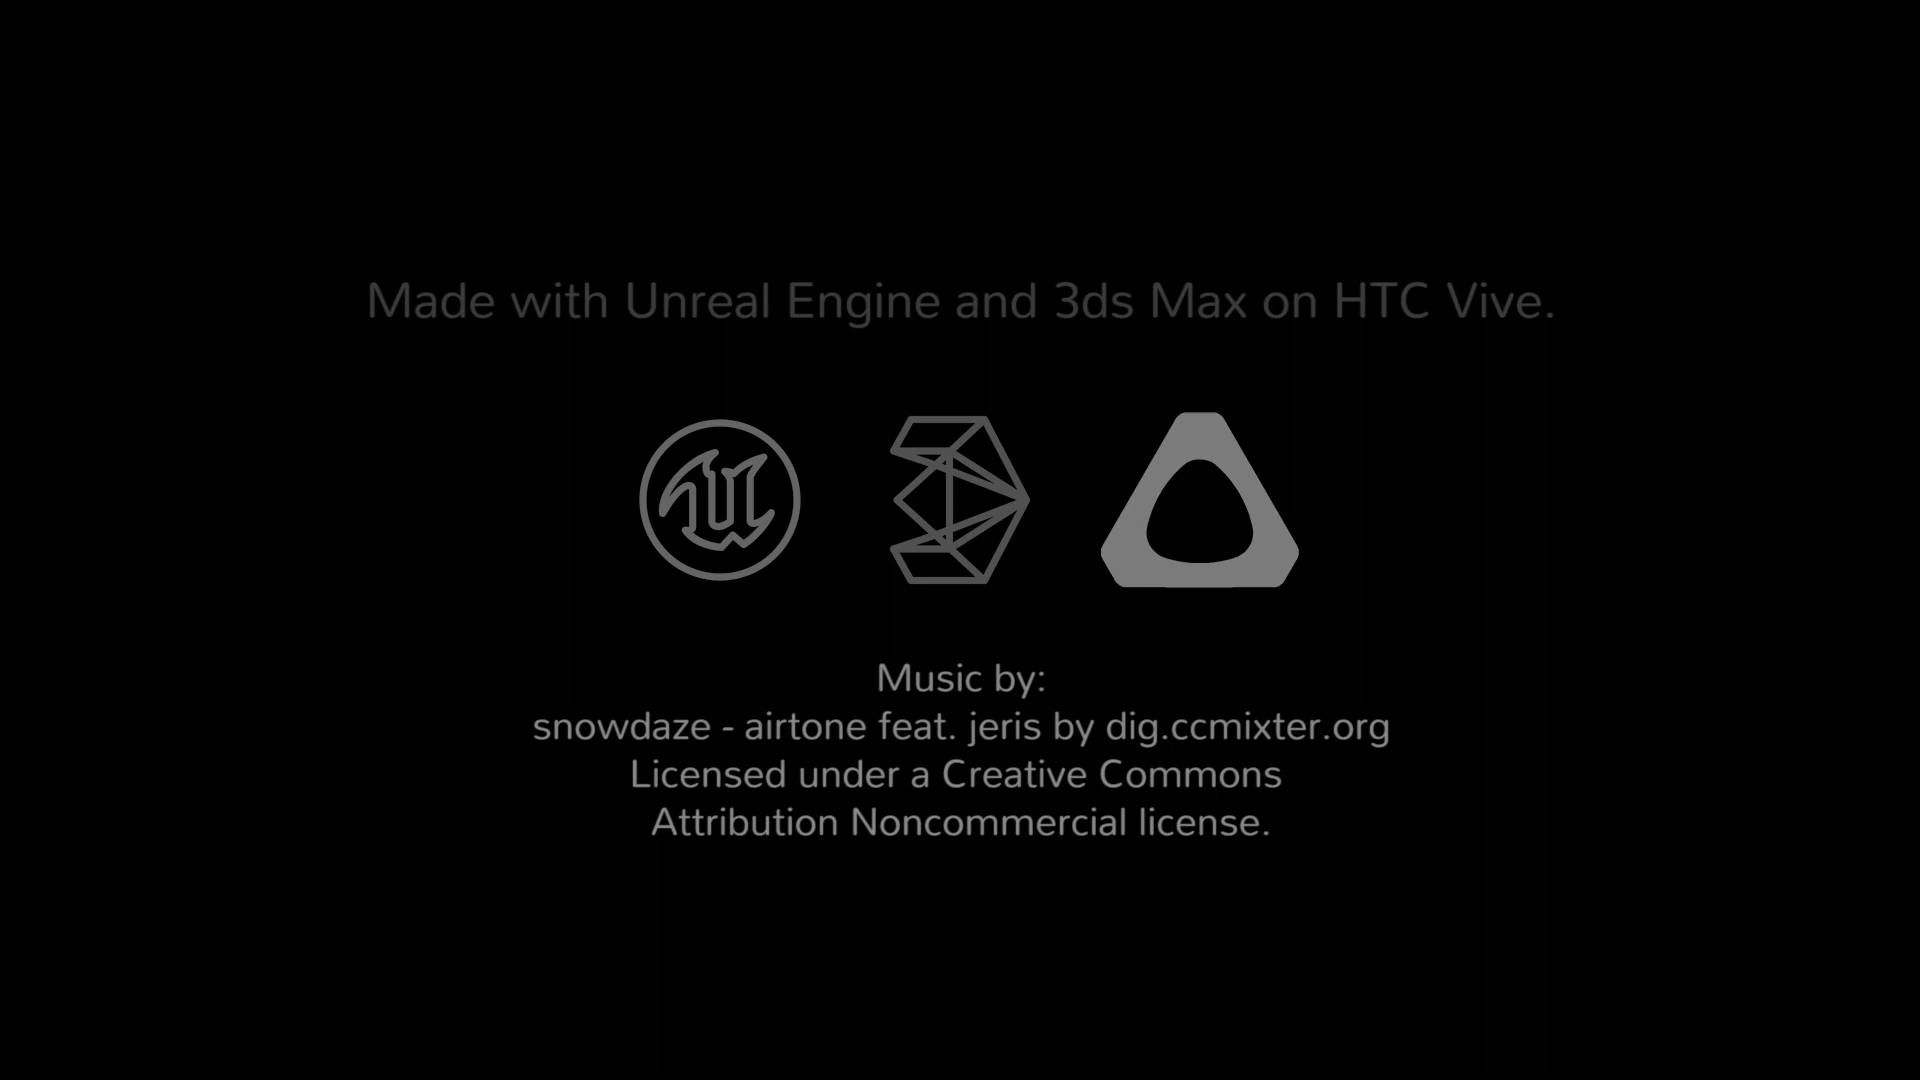 Made with Unreal Engine and 3ds Max on HTC Vive.
Music by:
snowdaze - airtone feat. jeris by dig.ccmixter.org
Licensed under a Creative Commons
Attribution Noncommercial license.